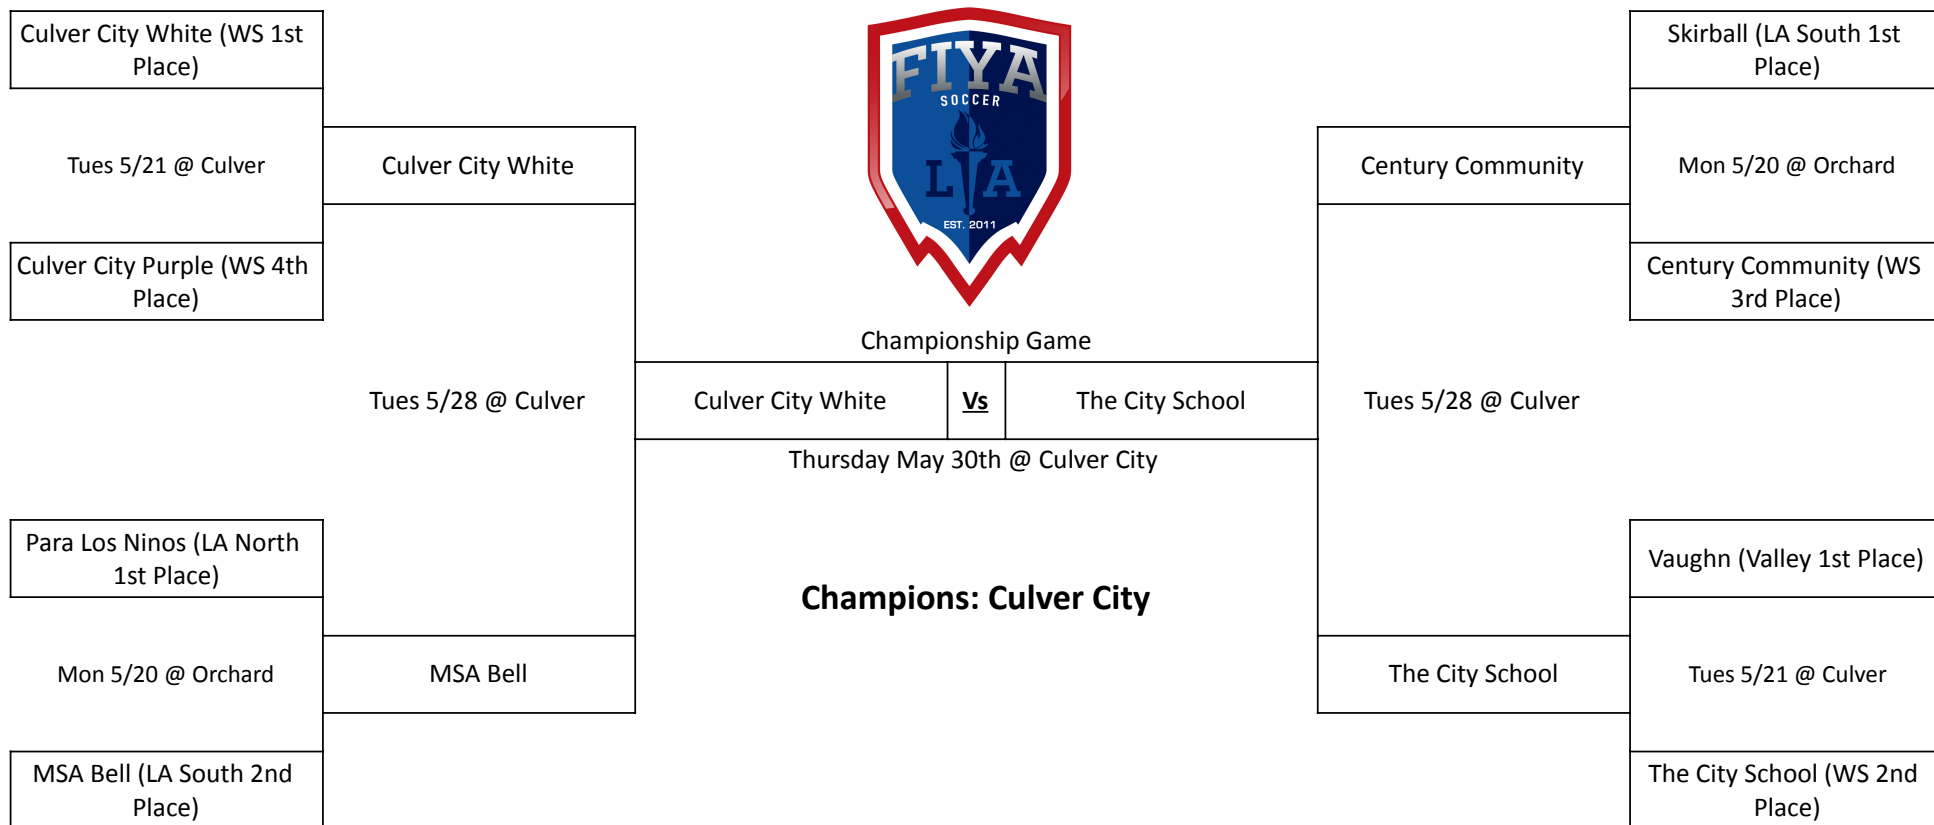 Culver City White (WS 1st
Place)
Tues 5/21 @ Culver
Culver City Purple (WS 4th
Place)
Culver City White
Tues 5/28 @ Culver
Para Los Ninos (LA North
1st Place)
Mon 5/20 @ Orchard
MSA Bell (LA South 2nd
Place)
MSA Bell
FIYA
SOCCER
L A
EST. 2011
Championship Game
Culver City White Vs The City School
Thursday May 30th @ Culver City
Champions: Culver City
Skirball (LA South 1st
Place)
Century Community
Mon 5/20 @ Orchard
Century Community (WS
3rd Place)
Tues 5/28 @ Culver
Vaughn (Valley 1st Place)
The City School
Tues 5/21 @ Culver
The City School (WS 2nd
Place)